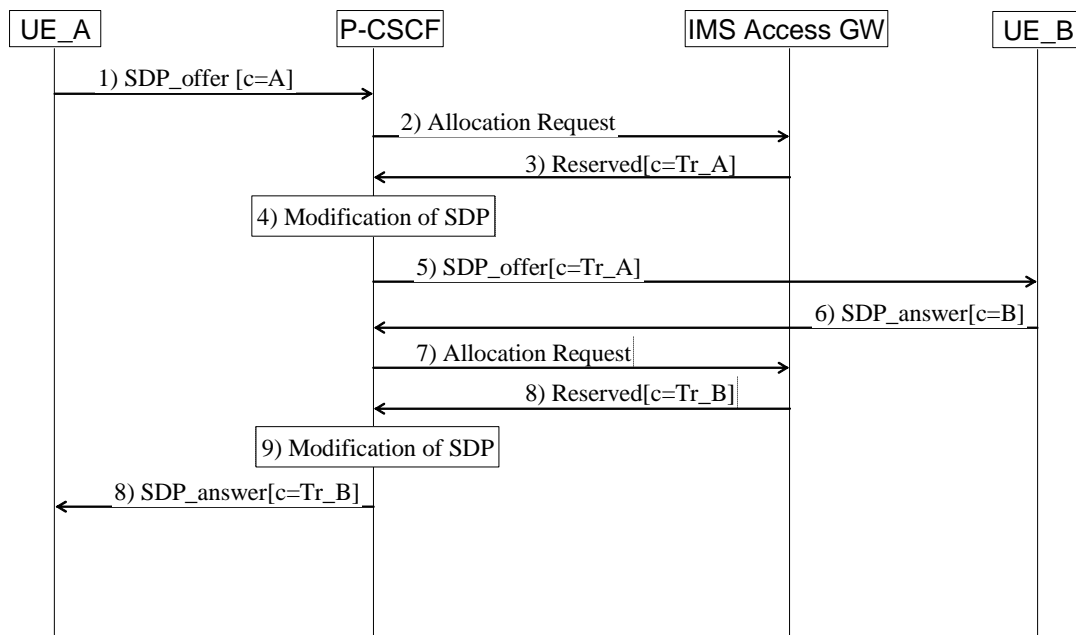 UE_A
P-CSCF
IMS Access GW
UE_B
1) SDP_offer [c=A]
2) Allocation Request
3) Reserved[c=Tr_A]
4) Modification of SDP
5) SDP_offer[c=Tr_A]
6) SDP_answer[c=B]
7) Allocation Request
8) Reserved[c=Tr_B]
9) Modification of SDP
8) SDP_answer[c=Tr_B]